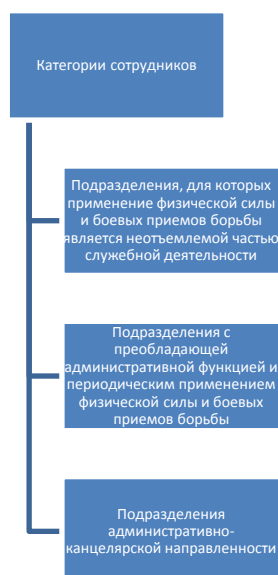 Категории сотрудников
Подразделения, для которых
применение физической силы
и боевых приемов борьбы
является неотъемлемой частью
служебной деятельности
Подразделения с
преобладающей
административной функцией и
периодическим применением
физической силы и боевых
приемов борьбы
Подразделения
административно-
канцелярской направленности